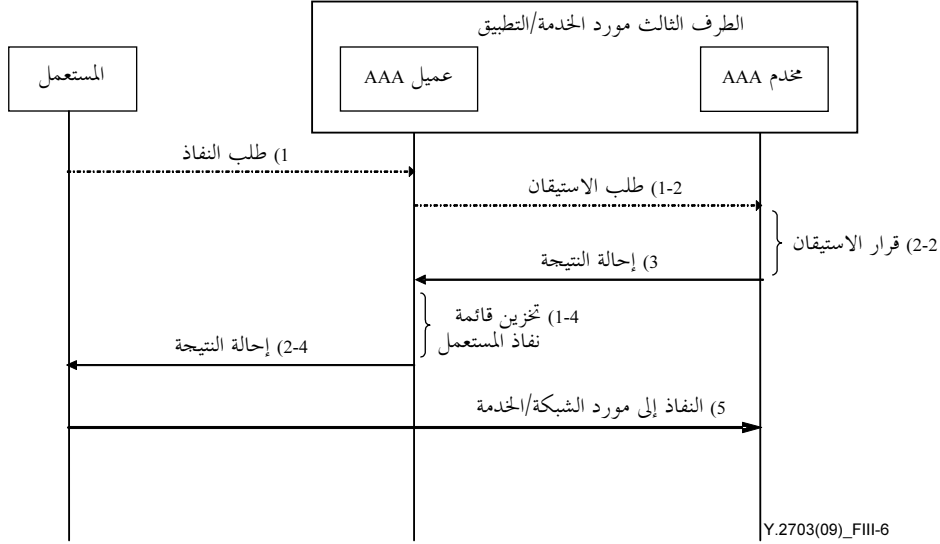 الطرف الثالث مورد الخدمة/التطبيق
المستعمل
عميل AAA
مخدم AAA
1) طلب النفاذ
1-2) طلب الاستيقان
2-2) قرار الاستيقان
3) إحالة النتيجة
1-4) تخزين قائمة
نفاذ المستعمل
2-4) إحالة النتيجة
5) النفاذ إلى مورد الشبكة/الخدمة
Y.2703(09)_FIII-6